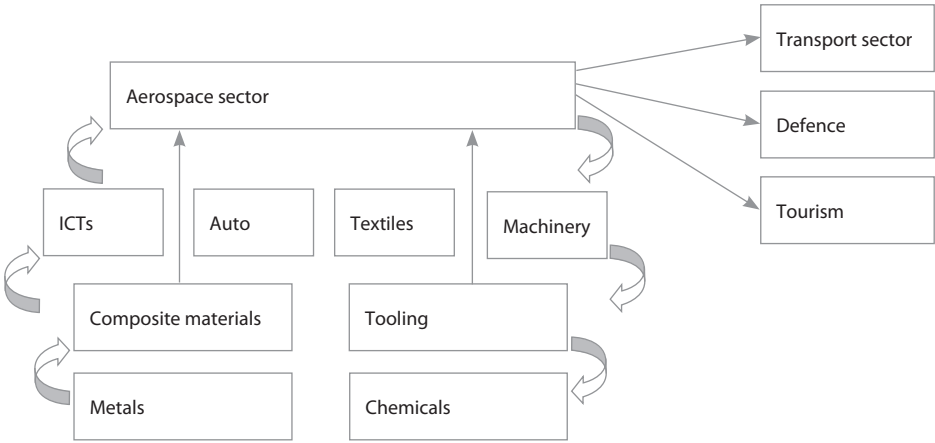 Transport sector
Aerospace sector
Defence
ICTs
Auto
Textiles
Machinery
Tourism
Composite materials
Tooling
Metals
Chemicals